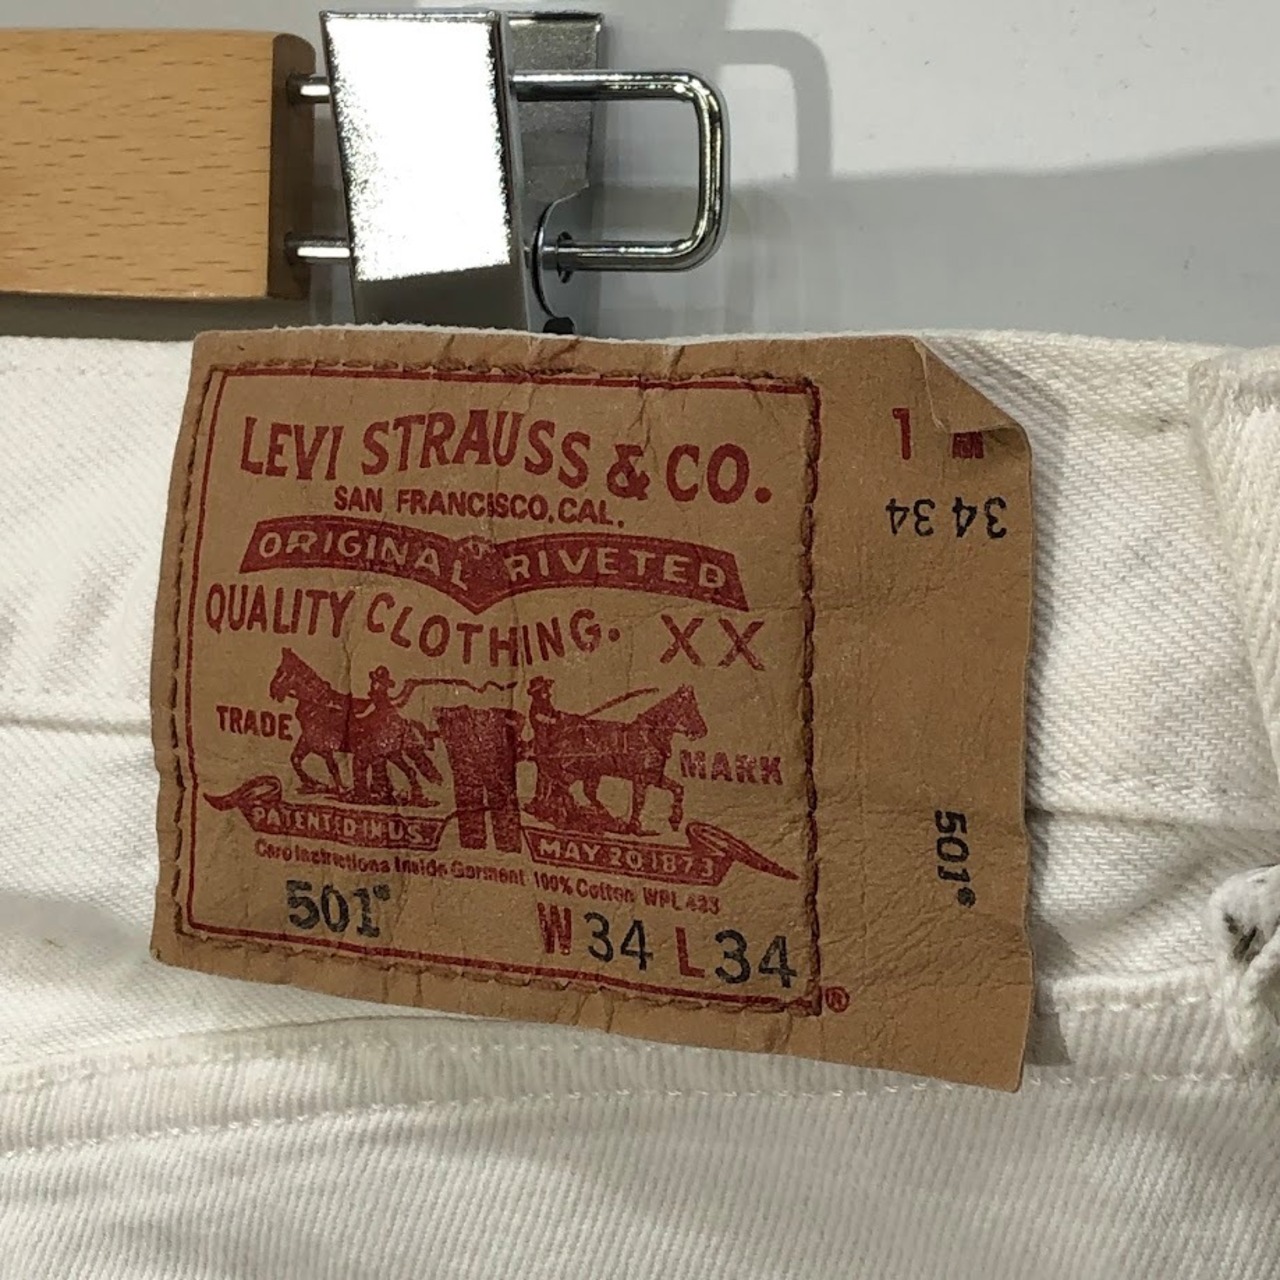 LEVI STRAUSS & CO.
SAN FRANCISCO, CAL.
ORIGINAL RIVETED
QUALITY CLOTHING. XX
TRADE MARK
PATENTED IN U.S. MAY 20 1873
Care Instructions Inside Garment 100% Cotton WPL 423
501® W34 L34
®
L W
34 34
501®